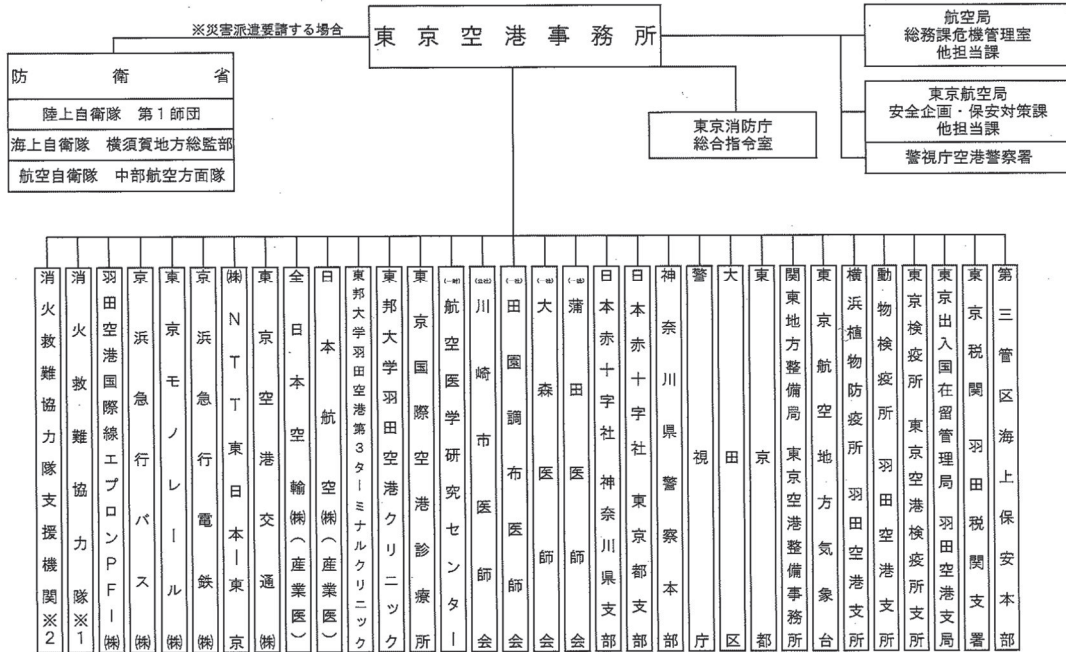 ※災害派遣要請する場合
東京空港事務所
航空局
総務課危機管理室
他担当課
防衛省
陸上自衛隊　第1師団
海上自衛隊　横須賀地方総監部
航空自衛隊　中部航空方面隊
東京消防庁
総合指令室
東京航空局
安全企画・保安対策課
他担当課
警視庁空港警察署
消火救難協力隊支援機関※2
消火救難協力隊※1
羽田空港国際線エプロンPFI㈱
京浜急行バス㈱
東京モノレール㈱
京浜急行電鉄㈱
㈱NTT東日本ー東京
東京空港交通㈱
全日本空輸㈱(産業医)
日本航空㈱(産業医)
東邦大学羽田空港第3ターミナルクリニック
東邦大学羽田空港クリニック
東京国際空港診療所
(一財)航空医学研究センター
(公社)川崎市医師会
(一社)田園調布医師会
(一社)大森医師会
(一社)蒲田医師会
日本赤十字社　神奈川県支部
日本赤十字社　東京都支部
神奈川県警察本部
警視庁
大田区
東京都
関東地方整備局　東京空港整備事務所
東京航空地方気象台
横浜植物防疫所　羽田空港支所
動物検疫所　羽田空港支所
東京検疫所　東京空港検疫所支所
東京出入国在留管理局　羽田空港支局
東京税関　羽田税関支署
第三管区海上保安本部